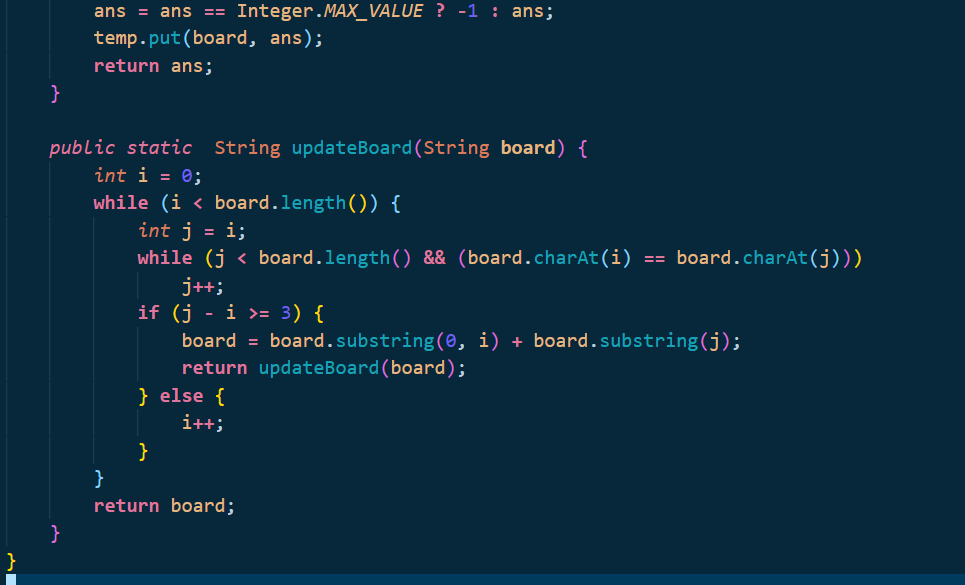 ans = ans == Integer.MAX_VALUE ? -1 : ans;
temp.put(board, ans);
return ans;
}
public static  String updateBoard(String board) {
int i = 0;
while (i < board.length()) {
int j = i;
while (j < board.length() && (board.charAt(i) == board.charAt(j)))
j++;
if (j - i >= 3) {
board = board.substring(0, i) + board.substring(j);
return updateBoard(board);
} else {
i++;
}
}
return board;
}
}